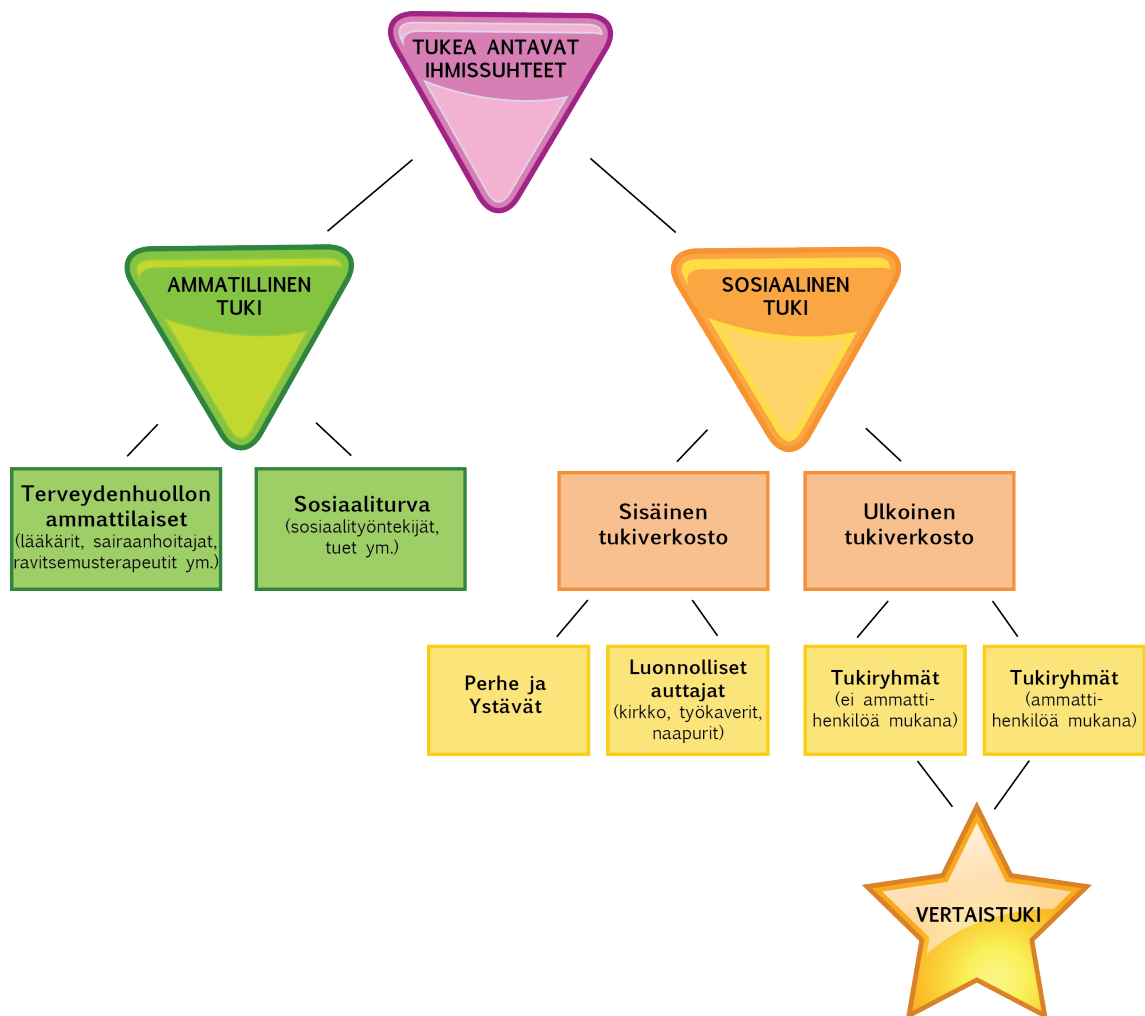 TUKEA ANTAVAT
IHMISSUHTEET
AMMATILLINEN
TUKI
SOSIAALINEN
TUKI
Terveydenhuollon
ammattilaiset
(lääkärit, sairaanhoitajat,
ravitsemusterapeutit ym.)
Sosiaaliturva
(sosiaalityöntekijät,
tuet ym.)
Sisäinen
tukiverkosto
Ulkoinen
tukiverkosto
Perhe ja
Ystävät
Luonnolliset
auttajat
(kirkko, työkaverit,
naapurit)
Tukiryhmät
(ei ammatti-
henkilöä mukana)
Tukiryhmät
(ammatti-
henkilöä mukana)
VERTAISTUKI